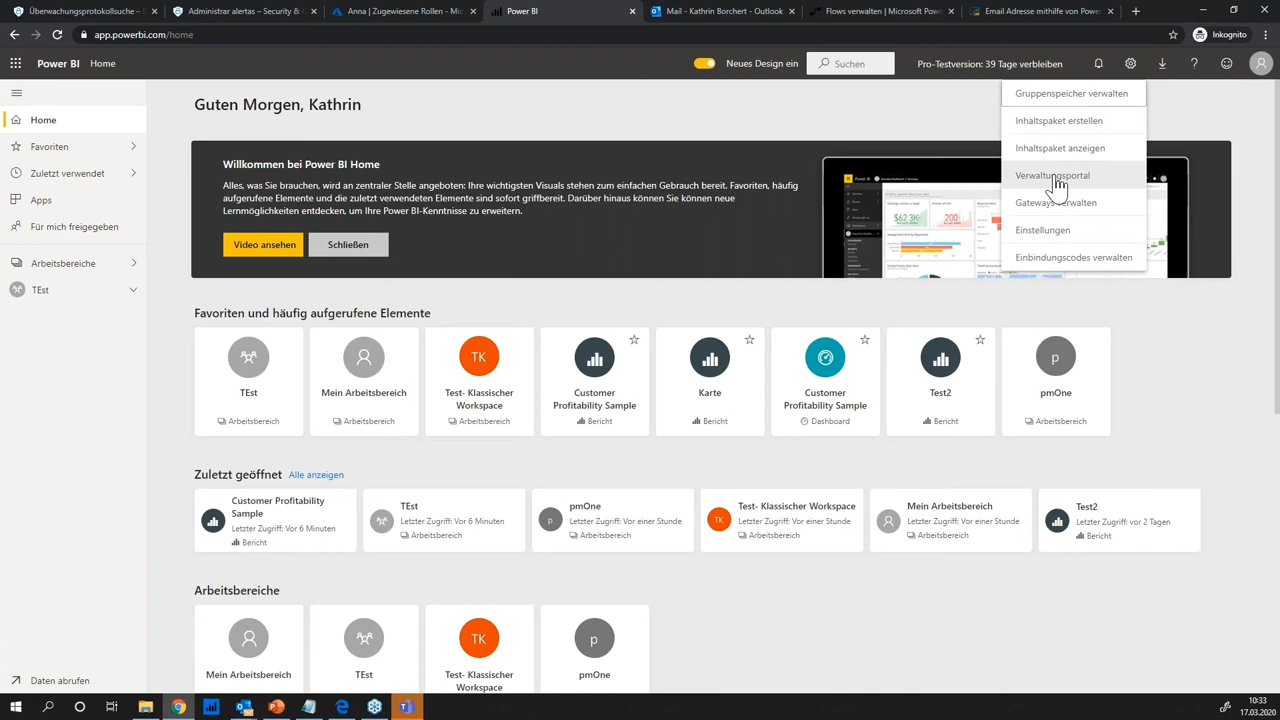 Überwachungsprotokollsuche –
Administrar alertas – Security &
Anna | Zugewiesene Rollen - Mic
Power BI
Mail - Kathrin Borchert - Outlook
Flows verwalten | Microsoft Power
Email Adresse mithilfe von Power
app.powerbi.com/home
Inkognito
Power BI
Home
Neues Design ein
Suchen
Pro-Testversion: 39 Tage verbleiben
Gruppenspeicher verwalten
Inhaltspaket erstellen
Inhaltspaket anzeigen
Verwaltungsportal
Gateways verwalten
Einstellungen
Einbindungscodes verwalten
Home
Favoriten
Zuletzt verwendet
Apps
Für mich freigegeben
Arbeitsbereiche
TEst
Daten abrufen
Guten Morgen, Kathrin
Willkommen bei Power BI Home
Alles, was Sie brauchen, wird an zentraler Stelle angeboten: Ihre wichtigsten Visuals stehen zum einfachen Gebrauch bereit. Favoriten, häufig
aufgerufene Elemente und die zuletzt verwendeten Elemente sind sofort griffbereit. Darüber hinaus können Sie können neue
Lernmöglichkeiten entdecken, um Ihre Power BI-Kenntnisse zu erweitern.
Video ansehen
Schließen
$62.3K
200
Favoriten und häufig aufgerufene Elemente
TEst
Arbeitsbereich
Mein Arbeitsbereich
Arbeitsbereich
TK
Test- Klassischer
Workspace
Arbeitsbereich
Customer
Profitability Sample
Bericht
Karte
Bericht
Customer
Profitability Sample
Dashboard
Test2
Bericht
p
pmOne
Arbeitsbereich
Zuletzt geöffnet
Alle anzeigen
Customer Profitability
Sample
Letzter Zugriff: Vor 6 Minuten
Bericht
TEst
Letzter Zugriff: Vor 6 Minuten
Arbeitsbereich
p
pmOne
Letzter Zugriff: Vor einer Stunde
Arbeitsbereich
TK
Test- Klassischer Workspace
Letzter Zugriff: Vor einer Stunde
Arbeitsbereich
Mein Arbeitsbereich
Letzter Zugriff: Vor einer Stunde
Arbeitsbereich
Test2
Letzter Zugriff: vor 2 Tagen
Bericht
Arbeitsbereiche
Mein Arbeitsbereich
TEst
TK
Test- Klassischer
Workspace
p
pmOne
10:33
17.03.2020